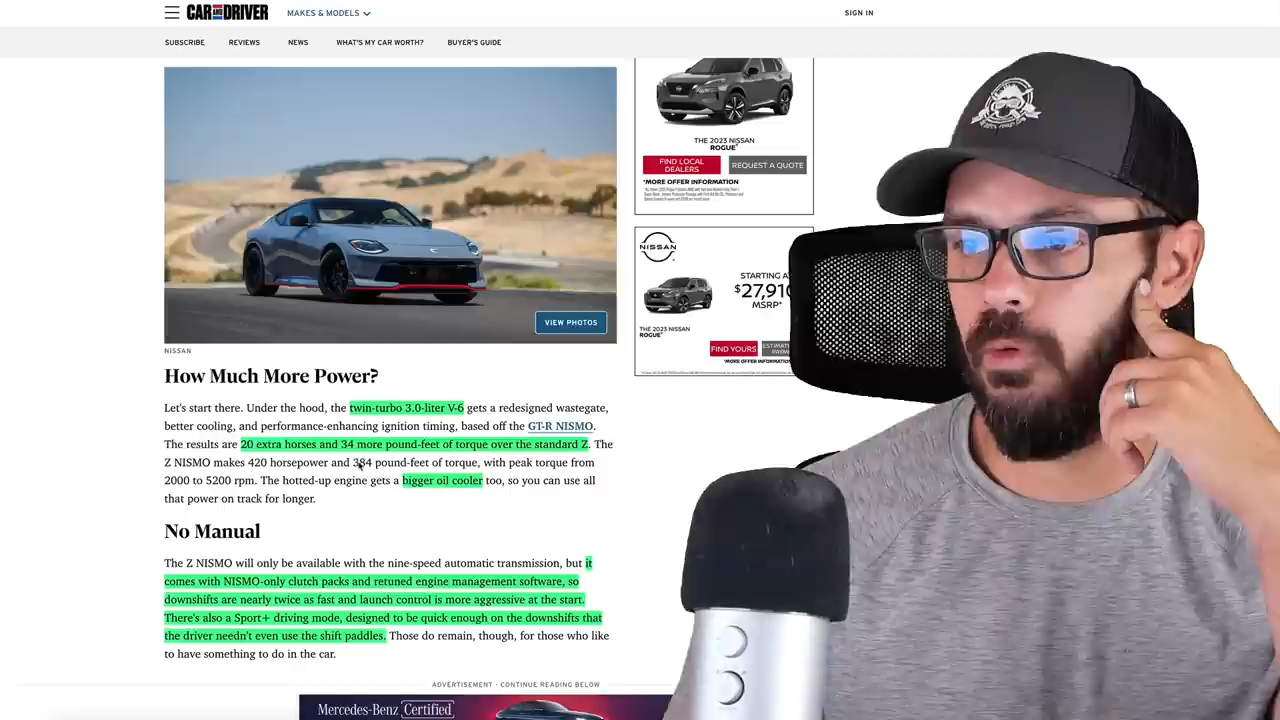 CAR AND DRIVER
MAKES & MODELS
SIGN IN
SUBSCRIBE
REVIEWS
NEWS
WHAT'S MY CAR WORTH?
BUYER'S GUIDE
VIEW PHOTOS
NISSAN
How Much More Power?
Let's start there. Under the hood, the twin-turbo 3.0-liter V-6 gets a redesigned wastegate,
better cooling, and performance-enhancing ignition timing, based off the GT-R NISMO.
The results are 20 extra horses and 34 more pound-feet of torque over the standard Z. The
Z NISMO makes 420 horsepower and 384 pound-feet of torque, with peak torque from
2000 to 5200 rpm. The hotted-up engine gets a bigger oil cooler too, so you can use all
that power on track for longer.
No Manual
The Z NISMO will only be available with the nine-speed automatic transmission, but it
comes with NISMO-only clutch packs and retuned engine management software, so
downshifts are nearly twice as fast and launch control is more aggressive at the start.
There's also a Sport+ driving mode, designed to be quick enough on the downshifts that
the driver needn't even use the shift paddles. Those do remain, though, for those who like
to have something to do in the car.
ADVERTISEMENT - CONTINUE READING BELOW
Mercedes-Benz Certified
THE 2023 NISSAN
ROGUE
FIND LOCAL
DEALERS
REQUEST A QUOTE
*MORE OFFER INFORMATION
NISSAN
STARTING A
$27,91
MSRP*
THE 2023 NISSAN
ROGUE
FIND YOURS
*MORE OFFER INFORMATION